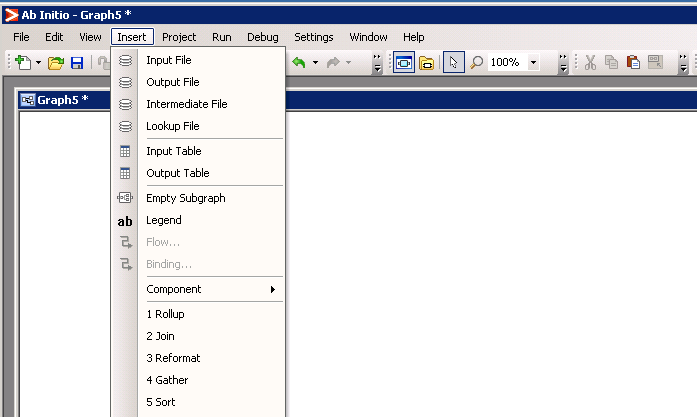 Ab Initio - Graph5 *
File Edit View Insert Project Run Debug Settings Window Help
100%
Graph5 *
Input File
Output File
Intermediate File
Lookup File
Input Table
Output Table
Empty Subgraph
ab Legend
Flow...
Binding...
Component
1 Rollup
2 Join
3 Reformat
4 Gather
5 Sort